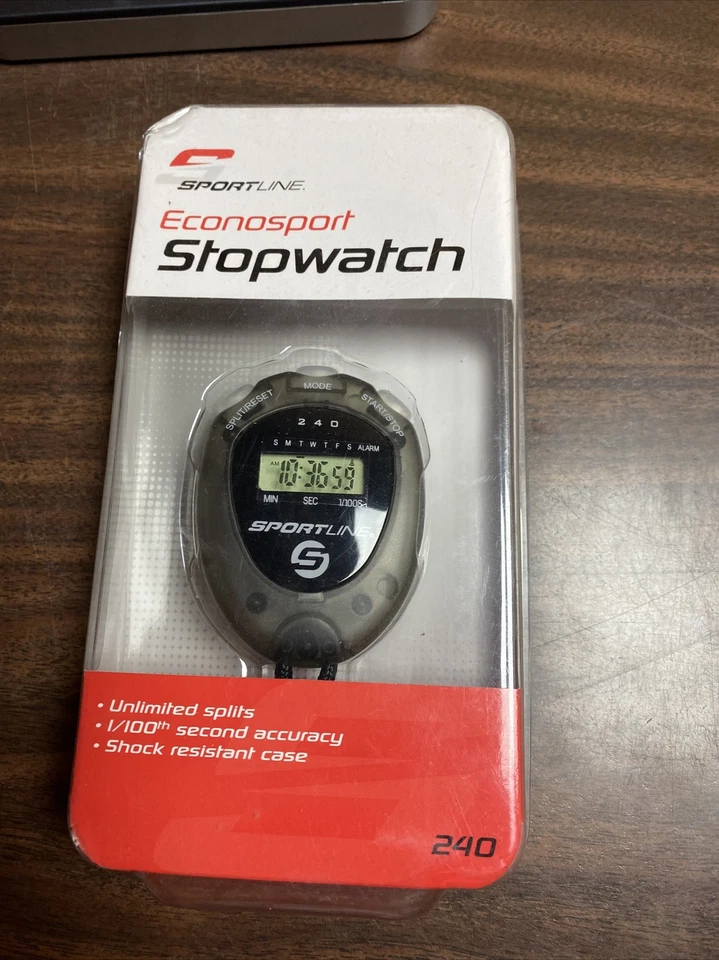 SPORTLINE.
Econosport
Stopwatch
SPLIT/RESET
MODE
START/STOP
240
S M T W T F S ALARM
AM 10:36 59
MIN SEC 1/100S
SPORTLINE
• Unlimited splits
• 1/100th second accuracy
• Shock resistant case
240